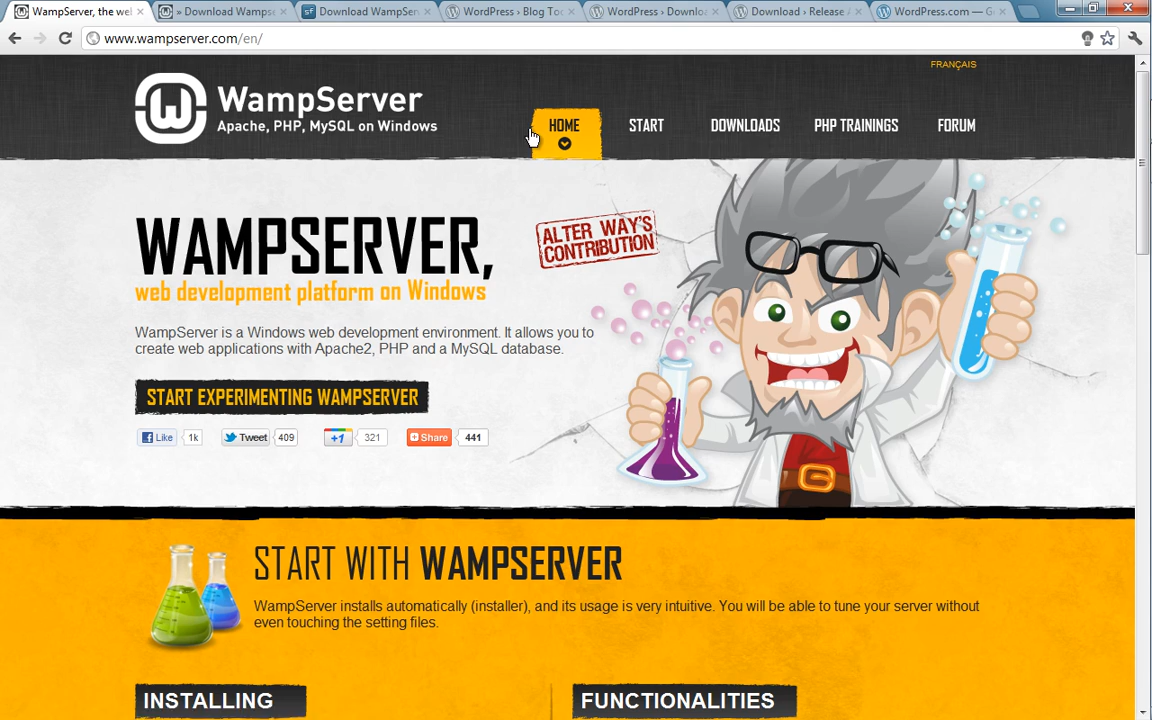 WampServer, the wel
» Download Wampse
Download WampServ
WordPress › Blog Too
WordPress › Downloa
Download › Release A
WordPress.com — G
www.wampserver.com/en/
FRANÇAIS
WampServer
Apache, PHP, MySQL on Windows
HOME
START
DOWNLOADS
PHP TRAININGS
FORUM
WAMPSERVER,
web development platform on Windows
ALTER WAY'S
CONTRIBUTION
WampServer is a Windows web development environment. It allows you to
create web applications with Apache2, PHP and a MySQL database.
START EXPERIMENTING WAMPSERVER
Like 1k
Tweet 409
+1 321
Share 441
START WITH WAMPSERVER
WampServer installs automatically (installer), and its usage is very intuitive. You will be able to tune your server without
even touching the setting files.
INSTALLING
FUNCTIONALITIES